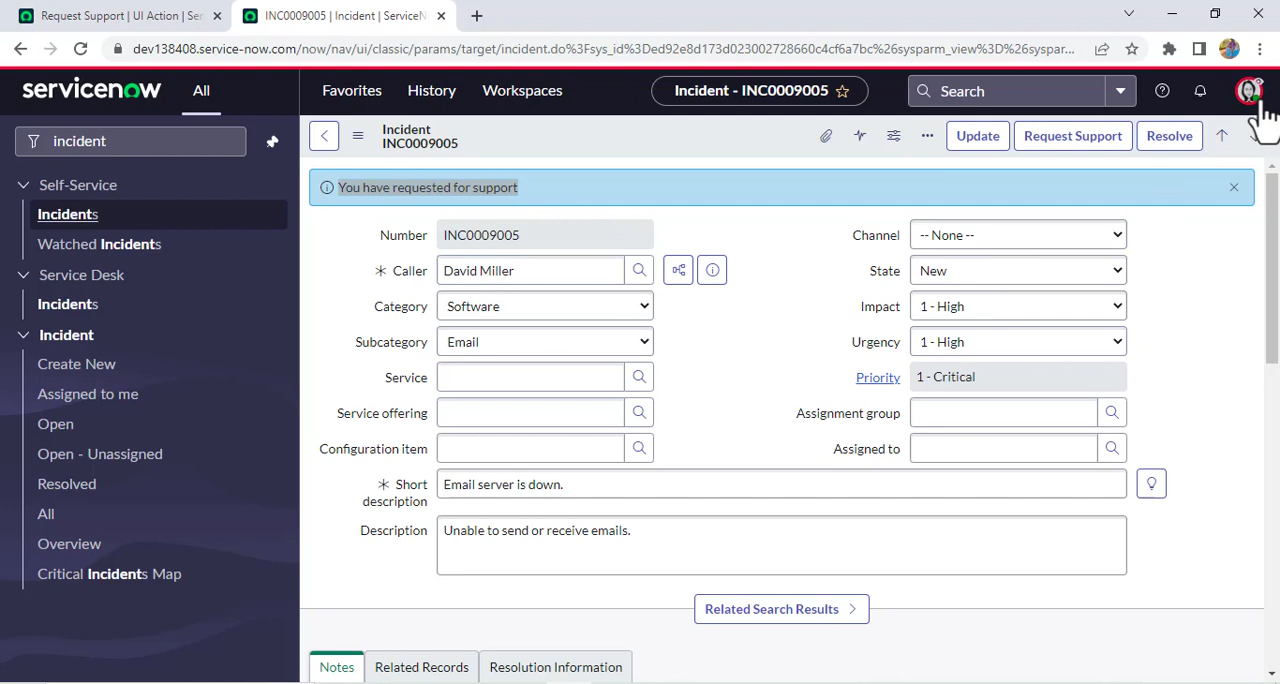 Request Support | UI Action | Ser
INC0009005 | Incident | ServiceN
dev138408.service-now.com/now/nav/ui/classic/params/target/incident.do%3Fsys_id%3Ded92e8d173d023002728660c4cf6a7bc%26sysparm_view%3D%26syspar...
servicenow
All
Favorites
History
Workspaces
Incident - INC0009005
Search
incident
Incident
INC0009005
Update
Request Support
Resolve
Self-Service
Incidents
Watched Incidents
Service Desk
Incidents
Incident
Create New
Assigned to me
Open
Open - Unassigned
Resolved
All
Overview
Critical Incidents Map
You have requested for support
Number
INC0009005
Channel
-- None --
Caller
David Miller
State
New
Category
Software
Impact
1 - High
Subcategory
Email
Urgency
1 - High
Service
Priority
1 - Critical
Service offering
Assignment group
Configuration item
Assigned to
Short
description
Email server is down.
Description
Unable to send or receive emails.
Related Search Results
Notes
Related Records
Resolution Information